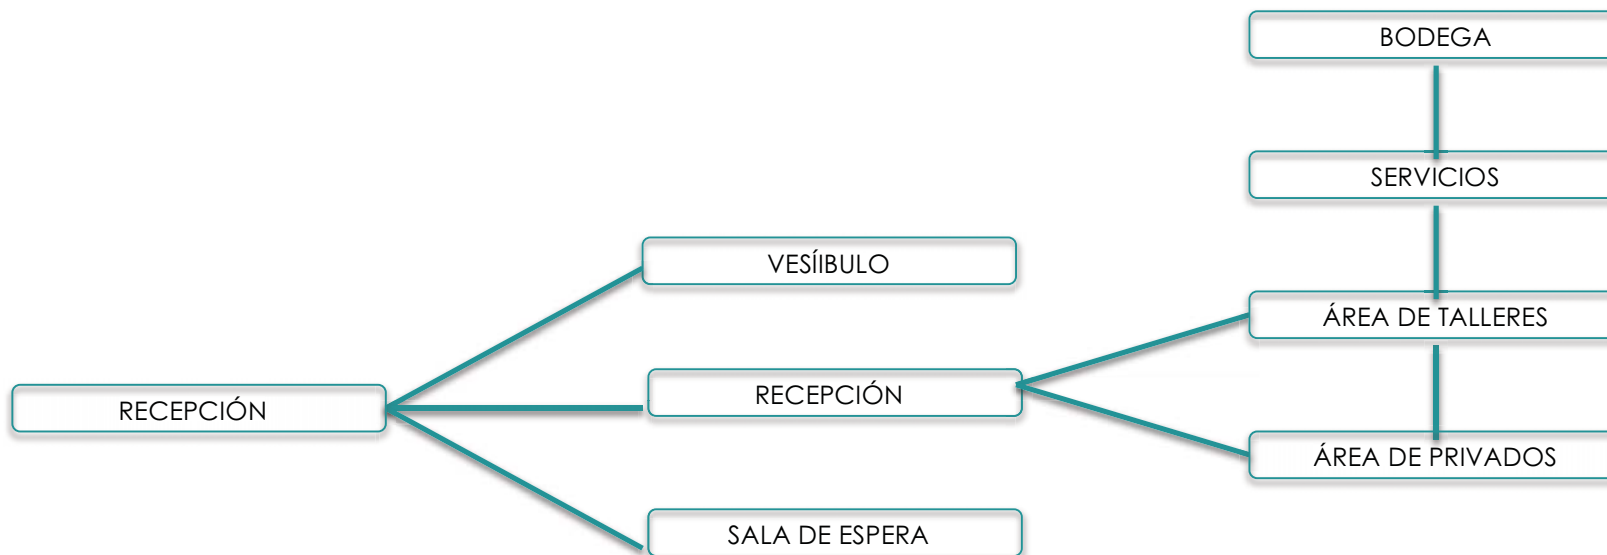 BODEGA
SERVICIOS
VESÍIBULO
ÁREA DE TALLERES
RECEPCIÓN
RECEPCIÓN
ÁREA DE PRIVADOS
SALA DE ESPERA